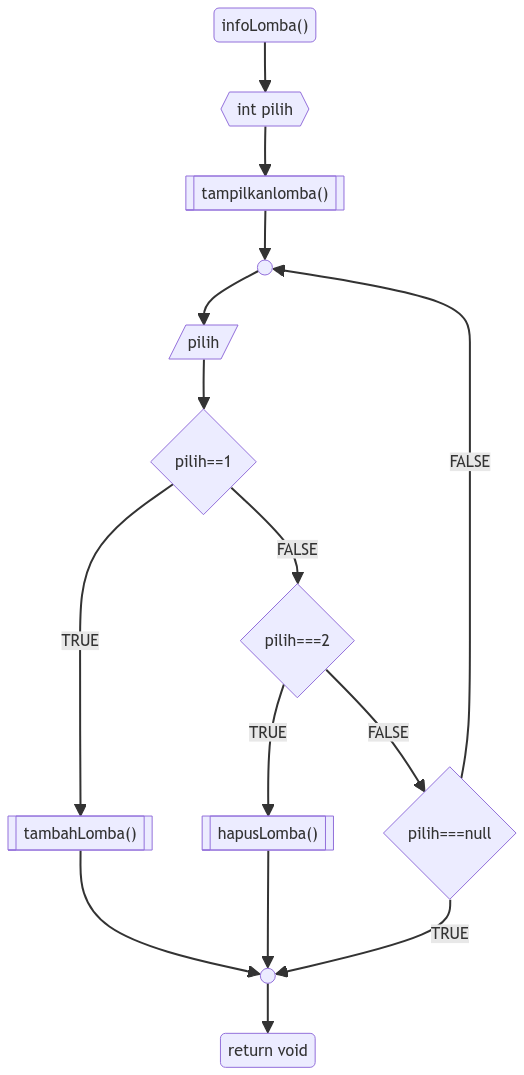 infoLomba()
int pilih
tampilkanlomba()
pilih
pilih==1
FALSE
FALSE
TRUE
pilih===2
TRUE
FALSE
tambahLomba()
hapusLomba()
pilih===null
TRUE
return void